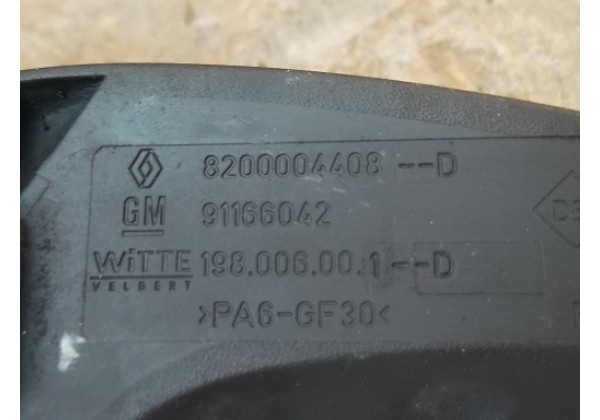 8200004408--D
GM 91166042
WiTTE 198.006.00.1--D
VELBERT
>PA6-GF30<